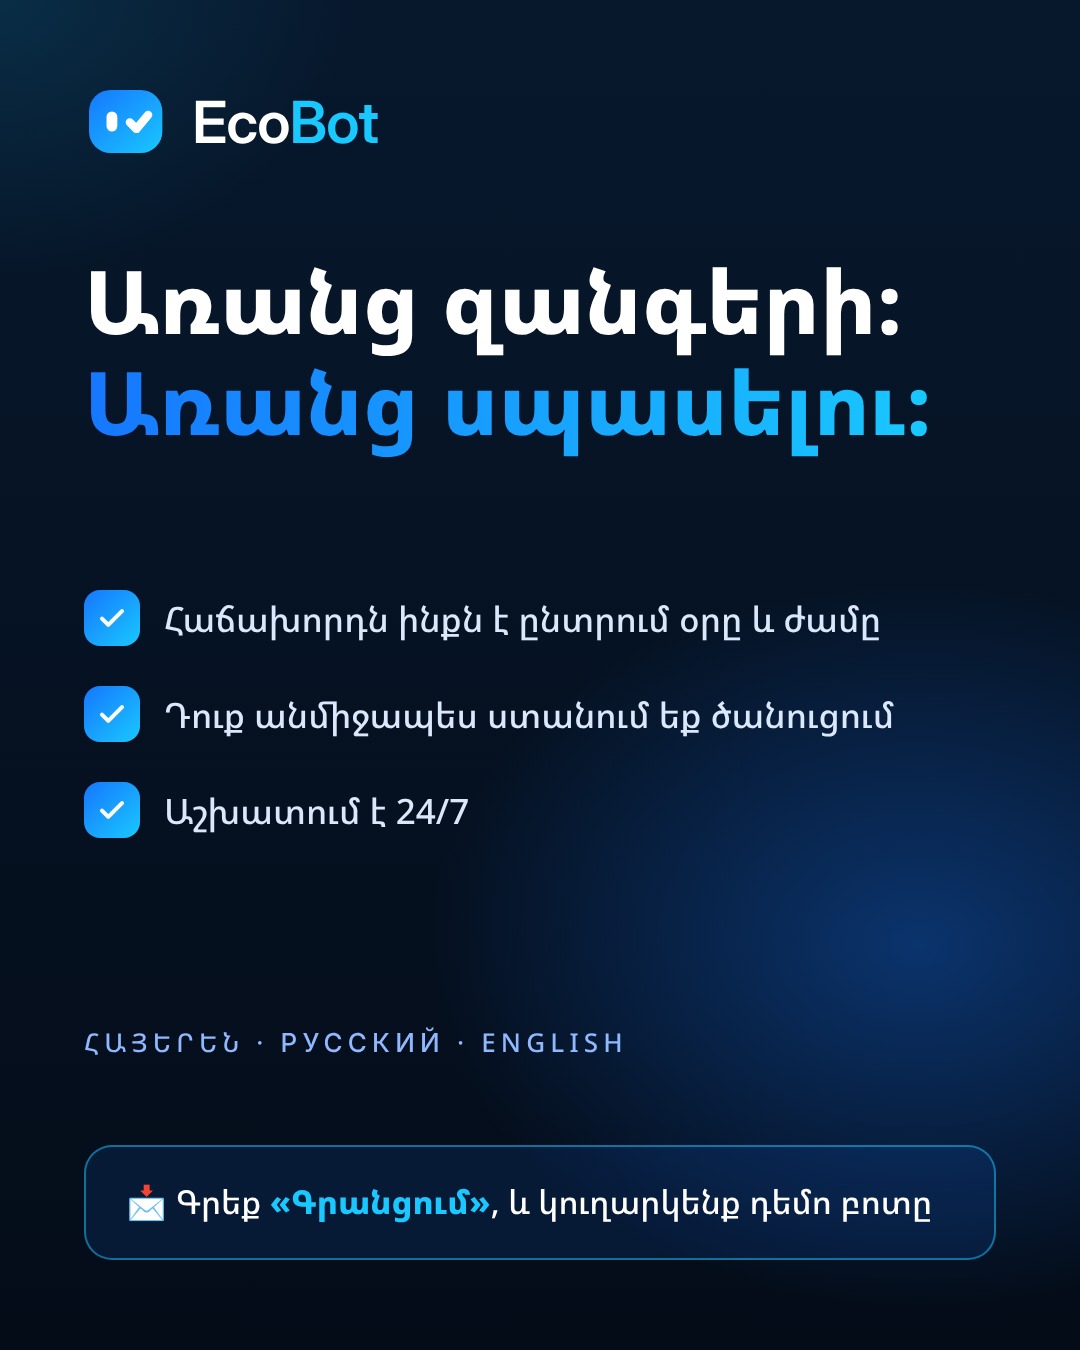 EcoBot
Առանց զանգերի:
Առանց սպասելու:
Հաճախորդն ինքն է ընտրում օրը և ժամը
Դուք անմիջապես ստանում եք ծանուցում
Աշխատում է 24/7
ՀԱՅԵՐԵՆ · РУССКИЙ · ENGLISH
📩 Գրեք «Գրանցում», և կուղարկենք դեմո բոտը